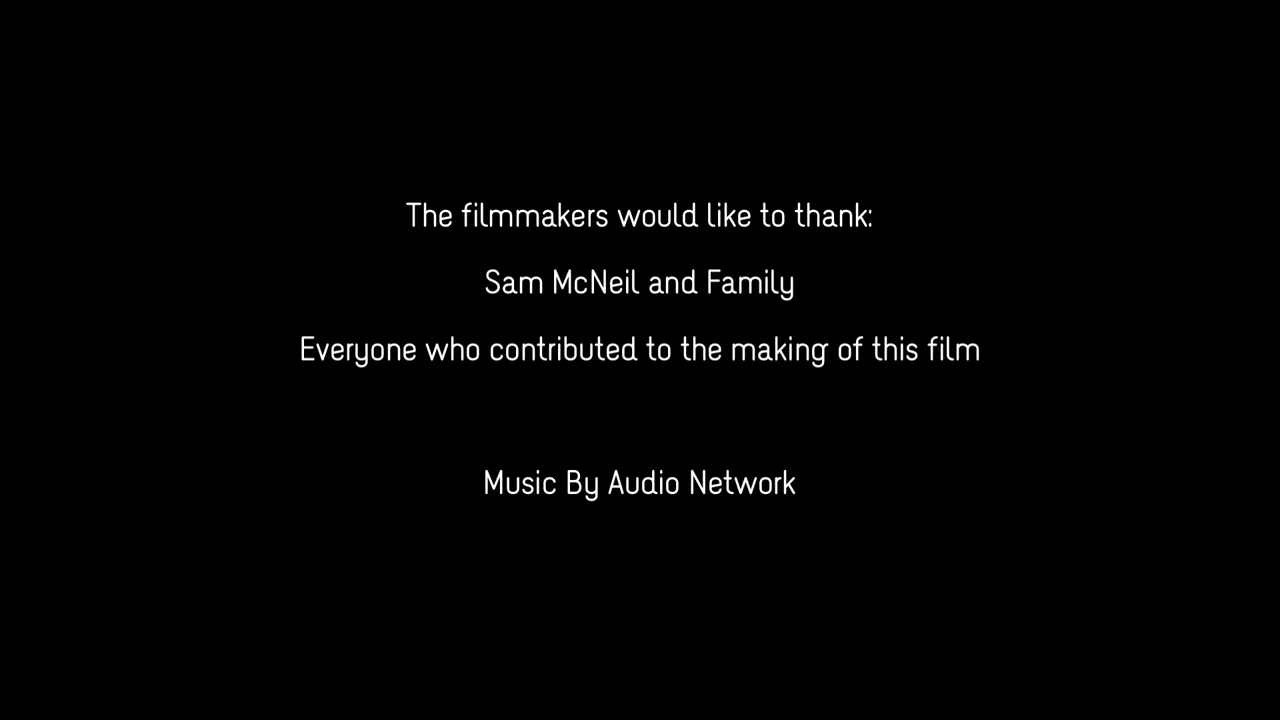 The filmmakers would like to thank:
Sam McNeil and Family
Everyone who contributed to the making of this film
Music By Audio Network